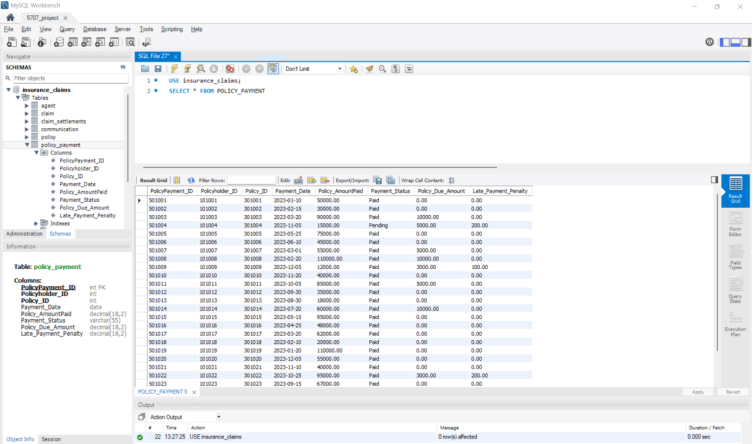 MySQL Workbench
5707_project ×
File Edit View Query Database Server Tools Scripting Help
Navigator
SCHEMAS
Filter objects
insurance_claims
Tables
agent
claim
claim_settlements
communication
policy
policy_payment
Columns
PolicyPayment_ID
Policyholder_ID
Policy_ID
Payment_Date
Policy_AmountPaid
Payment_Status
Policy_Due_Amount
Late_Payment_Penalty
Indexes
Administration Schemas
Information
Table: policy_payment
Columns:
PolicyPayment_ID int PK
Policyholder_ID int
Policy_ID int
Payment_Date date
Policy_AmountPaid decimal(18,2)
Payment_Status varchar(55)
Policy_Due_Amount decimal(18,2)
Late_Payment_Penalty decimal(18,2)
Object Info Session
SQL File 27* ×
Don't Limit
1 USE insurance_claims;
2 SELECT * FROM POLICY_PAYMENT
Result Grid Filter Rows: Edit: Export/Import: Wrap Cell Content:
PolicyPayment_ID Policyholder_ID Policy_ID Payment_Date Policy_AmountPaid Payment_Status Policy_Due_Amount Late_Payment_Penalty
501001 101001 301001 2023-01-10 50000.00 Paid 0.00 0.00
501002 101002 301002 2023-02-15 30000.00 Paid 0.00 0.00
501003 101003 301003 2023-03-20 90000.00 Paid 10000.00 0.00
501004 101004 301004 2023-11-05 15000.00 Pending 5000.00 200.00
501005 101005 301005 2023-05-25 75000.00 Paid 0.00 0.00
501006 101006 301006 2023-06-10 45000.00 Paid 0.00 0.00
501007 101007 301007 2023-03-01 55000.00 Paid 5000.00 0.00
501008 101008 301008 2023-02-20 110000.00 Paid 10000.00 0.00
501009 101009 301009 2023-12-05 12000.00 Paid 3000.00 100.00
501010 101010 301010 2023-11-20 40000.00 Paid 0.00 0.00
501011 101011 301011 2023-10-05 85000.00 Paid 5000.00 0.00
501012 101012 301012 2023-09-30 35000.00 Paid 0.00 0.00
501013 101013 301013 2023-08-30 18000.00 Paid 0.00 0.00
501014 101014 301014 2023-07-20 60000.00 Paid 10000.00 0.00
501015 101015 301015 2023-05-15 95000.00 Paid 0.00 0.00
501016 101016 301016 2023-04-25 48000.00 Paid 0.00 0.00
501017 101017 301017 2023-03-20 62000.00 Paid 0.00 0.00
501018 101018 301018 2023-02-10 20000.00 Paid 0.00 0.00
501019 101019 301019 2023-01-20 110000.00 Paid 0.00 0.00
501020 101020 301020 2023-12-05 55000.00 Paid 0.00 0.00
501021 101021 301021 2023-11-10 40000.00 Paid 0.00 0.00
501022 101022 301022 2023-10-25 95000.00 Paid 3000.00 200.00
501023 101023 301023 2023-09-15 67000.00 Paid 0.00 0.00
Result Grid
Form Editor
Field Types
Query Stats
Execution Plan
POLICY_PAYMENT 5 × Apply Revert
Output
Action Output
# Time Action Message Duration / Fetch
22 13:27:25 USE insurance_claims 0 row(s) affected 0.000 sec